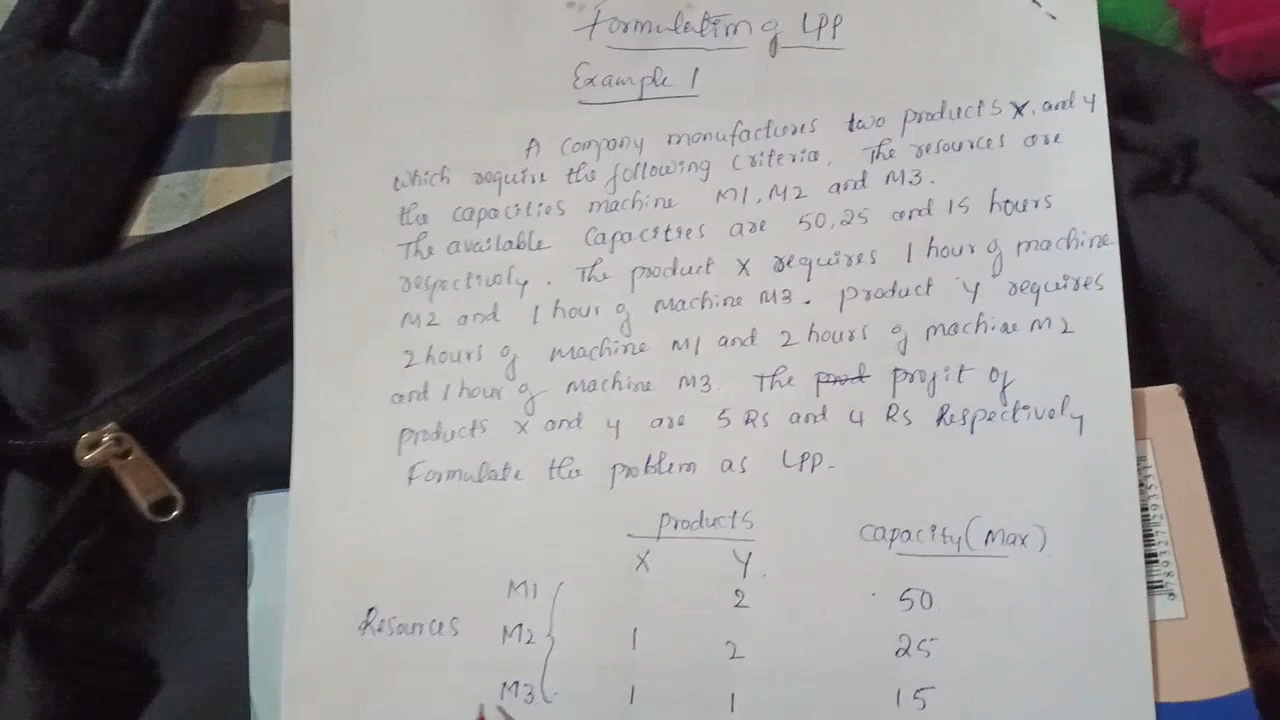 Formulation of LPP
Example 1
A company manufactures two products X and Y
which require the following criteria. The resources are
the capacities machine M1, M2 and M3.
The available capacities are 50, 25 and 15 hours
respectively. The product X requires 1 hour of machine
M2 and 1 hour of machine M3. product Y requires
2 hours of machine M1 and 2 hours of machine M2
and 1 hour of machine M3. The profit of
products X and Y are 5 Rs and 4 Rs Respectively
Formulate the problem as LPP.
products capacity (Max)
X Y
M1 2 50
Resources M2 1 2 25
M3 1 1 15
9789327293531